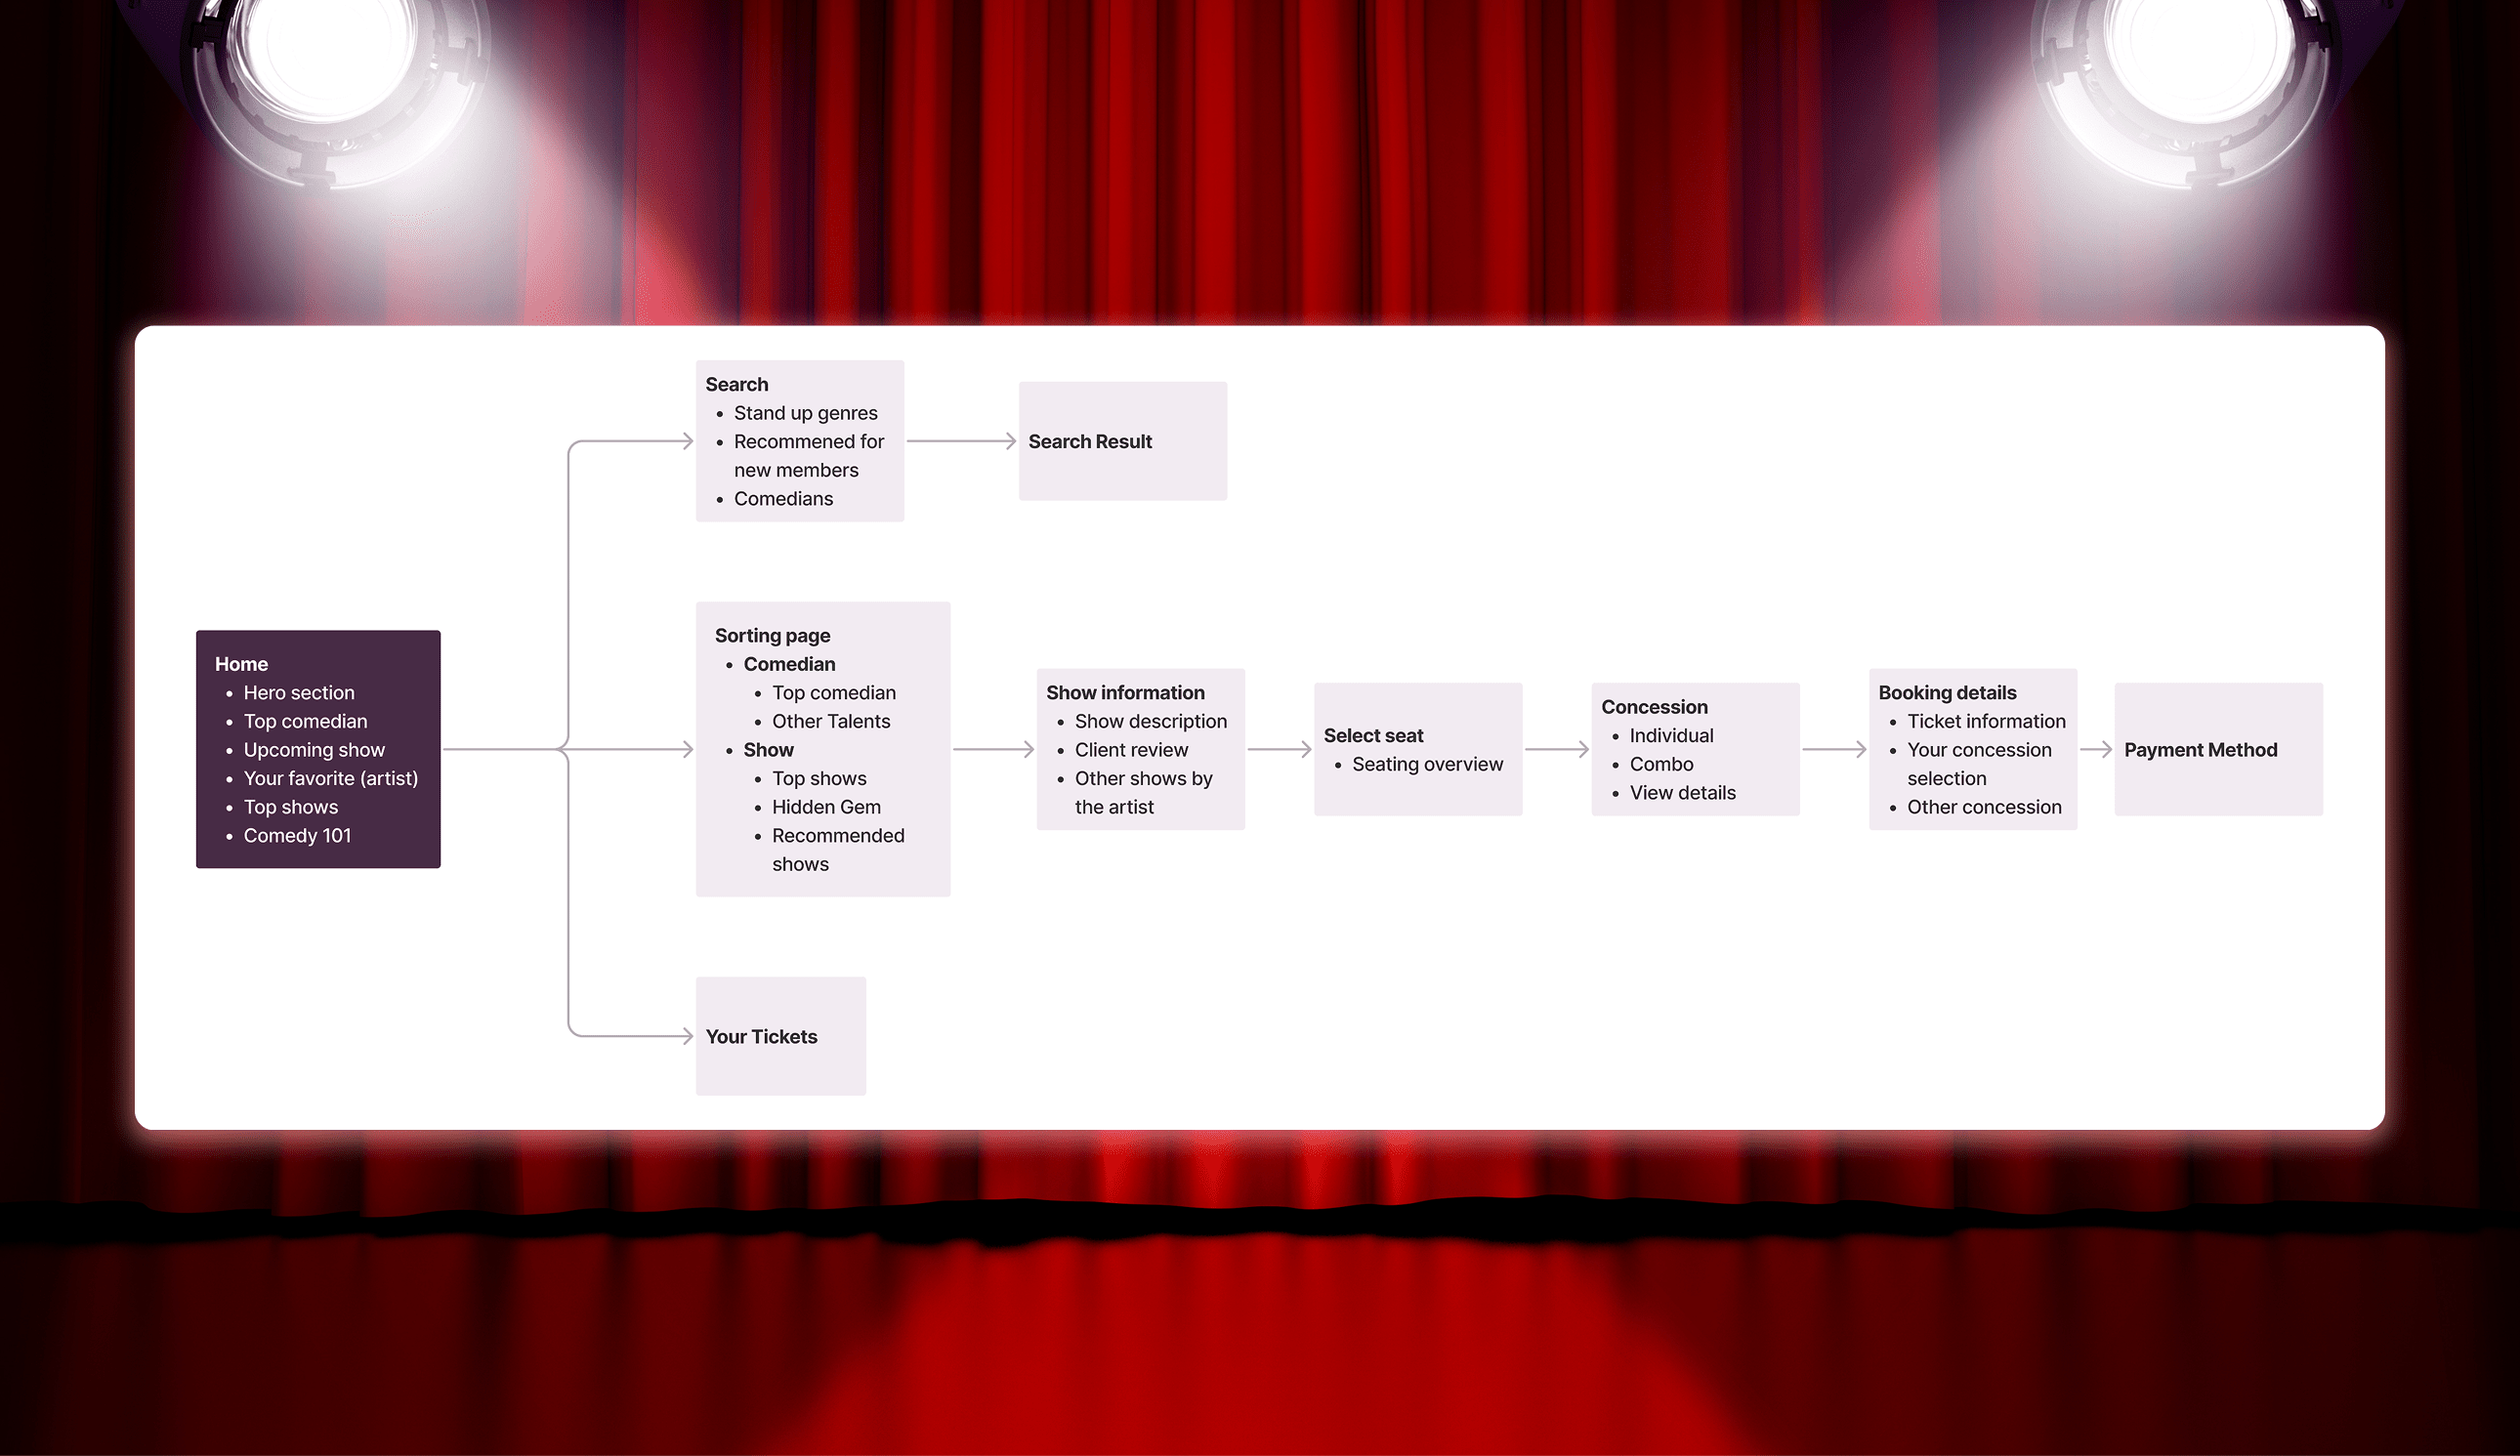 Home
Hero section
Top comedian
Upcoming show
Your favorite (artist)
Top shows
Comedy 101
Search
Stand up genres
Recommened for
new members
Comedians
Search Result
Sorting page
Comedian
Top comedian
Other Talents
Show
Top shows
Hidden Gem
Recommended
shows
Show information
Show description
Client review
Other shows by
the artist
Select seat
Seating overview
Concession
Individual
Combo
View details
Booking details
Ticket information
Your concession
selection
Other concession
Payment Method
Your Tickets